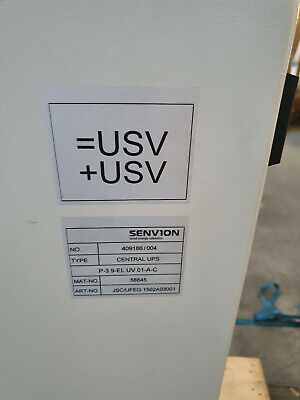 =USV
+USV
SENVION
wind energy solutions
NO. 409186/004
TYPE CENTRAL UPS
P-3.9-EL.UV.01-A-C
MAT-NO 58845
ART-NO. JSC/UFEG 1502A03001